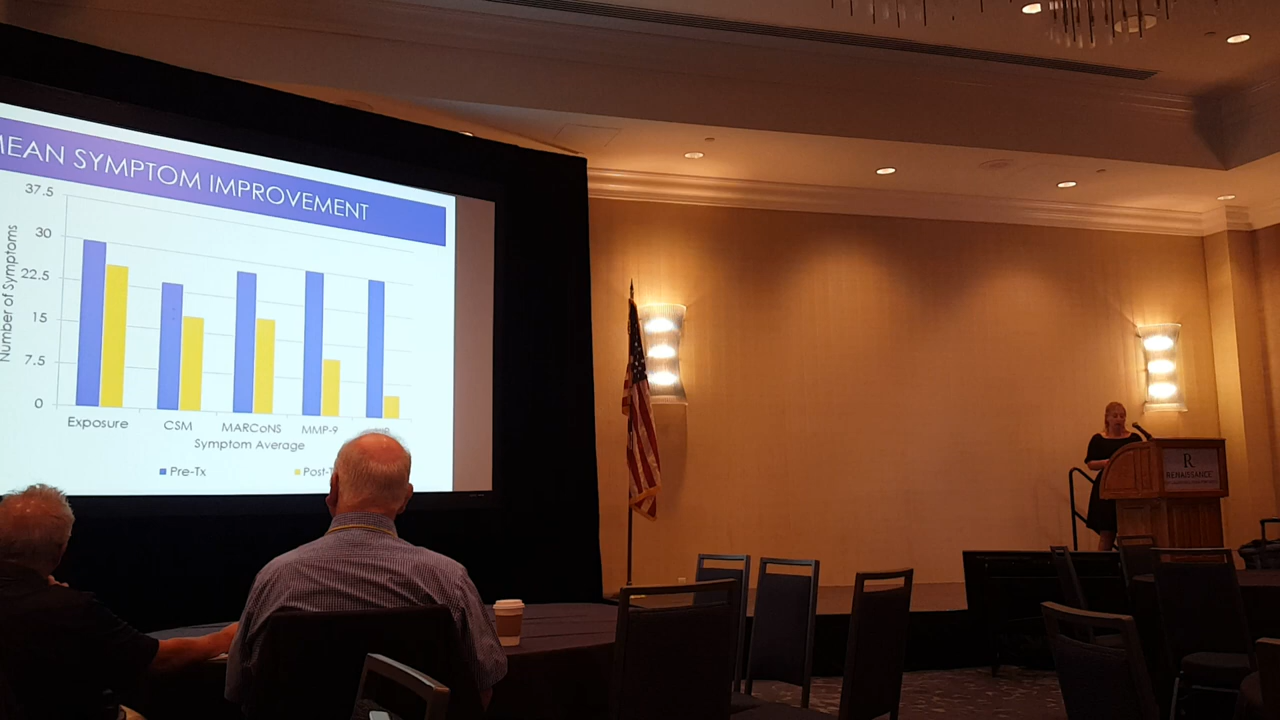 MEAN SYMPTOM IMPROVEMENT
37.5
30
22.5
15
7.5
0
Number of Symptoms
Exposure CSM MARCoNS MMP-9
Symptom Average
Pre-Tx Post-T
R
RENAISSANCE